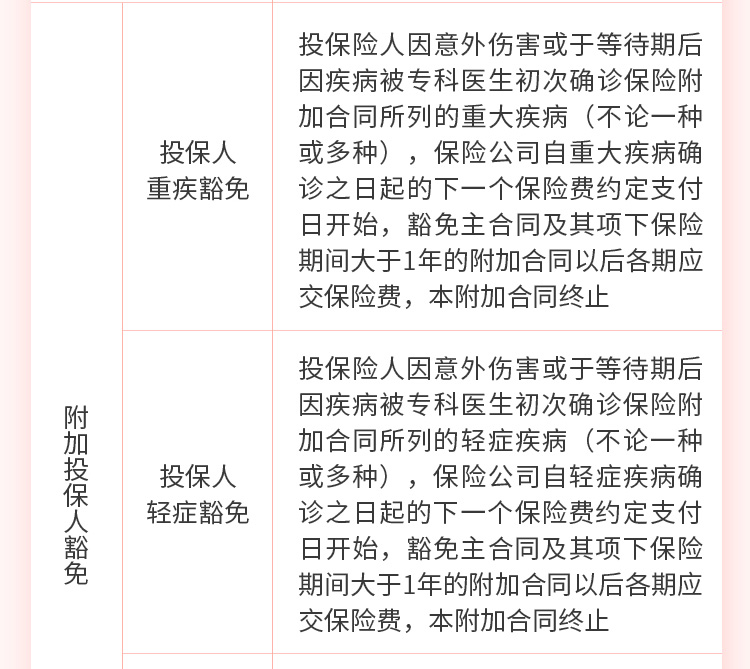 附加投保人豁免
投保人
重疾豁免
投保人因意外伤害或于等待期后
因疾病被专科医生初次确诊保险附
加合同所列的重大疾病（不论一种
或多种），保险公司自重大疾病确
诊之日起的下一个保险费约定支付
日开始，豁免主合同及其项下保险
期间大于1年的附加合同以后各期应
交保险费，本附加合同终止
投保人
轻症豁免
投保人因意外伤害或于等待期后
因疾病被专科医生初次确诊保险附
加合同所列的轻症疾病（不论一种
或多种），保险公司自轻症疾病确
诊之日起的下一个保险费约定支付
日开始，豁免主合同及其项下保险
期间大于1年的附加合同以后各期应
交保险费，本附加合同终止